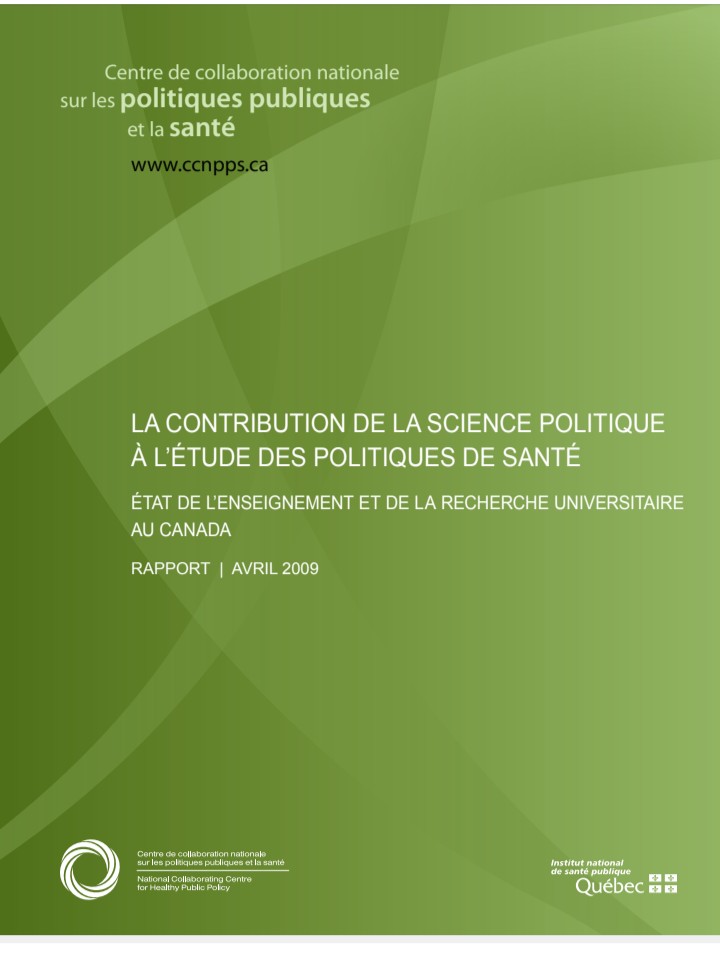 Centre de collaboration nationale
sur les politiques publiques
et la santé
www.ccnpps.ca
LA CONTRIBUTION DE LA SCIENCE POLITIQUE
À L'ÉTUDE DES POLITIQUES DE SANTÉ
ÉTAT DE L'ENSEIGNEMENT ET DE LA RECHERCHE UNIVERSITAIRE
AU CANADA
RAPPORT | AVRIL 2009
Centre de collaboration nationale
sur les politiques publiques et la santé
National Collaborating Centre
for Healthy Public Policy
Institut national
de santé publique
Québec